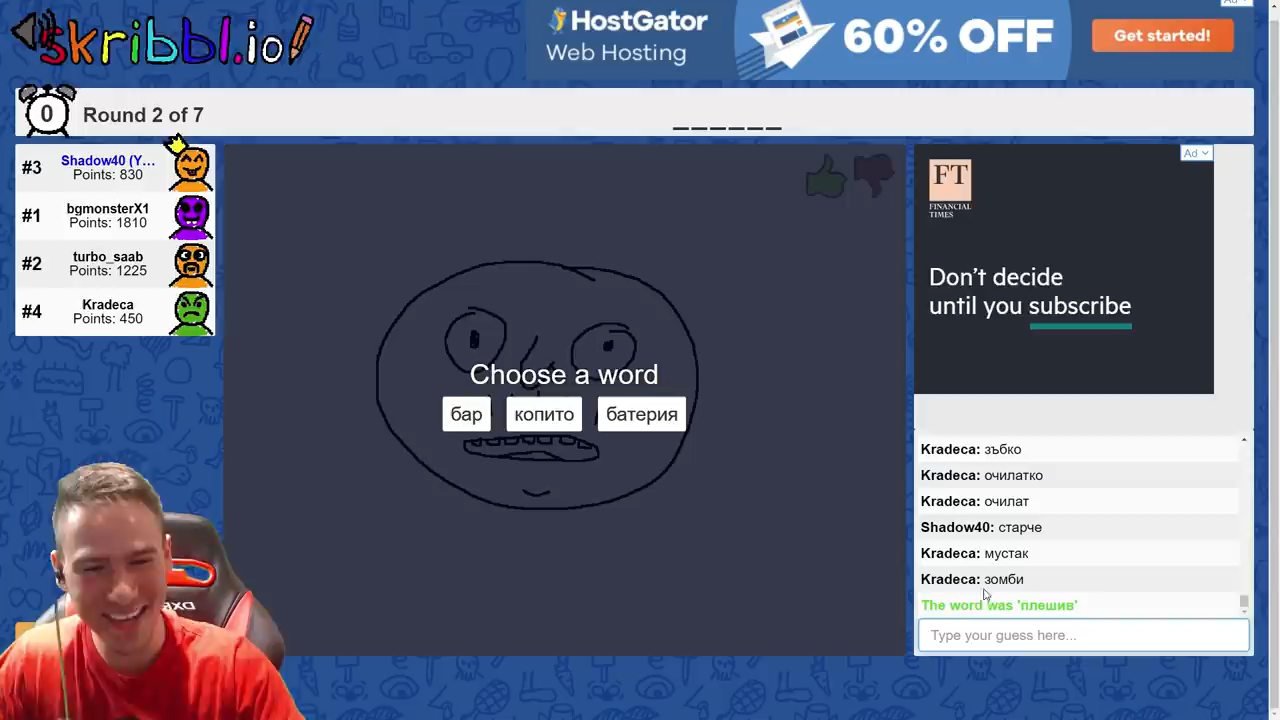 skribbl.io
HostGator
Web Hosting
60% OFF
Get started!
Ad
0
Round 2 of 7
______
#3
Shadow40 (Y...
Points: 830
#1
bgmonsterX1
Points: 1810
#2
turbo_saab
Points: 1225
#4
Kradeca
Points: 450
Choose a word
бар
копито
батерия
Ad
FT
FINANCIAL
TIMES
Don't decide
until you subscribe
Kradeca: зъбко
Kradeca: очилатко
Kradeca: очилат
Shadow40: старче
Kradeca: мустак
Kradeca: зомби
The word was 'плешив'
Type your guess here...